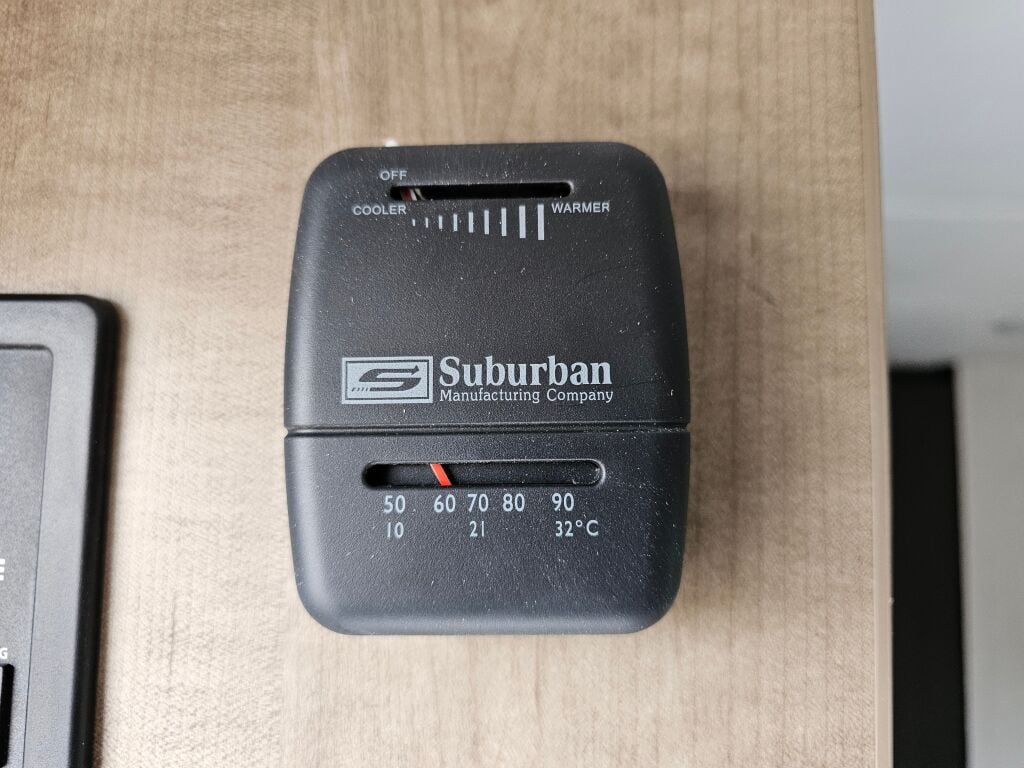 OFF
COOLER WARMER
Suburban
Manufacturing Company
50 60 70 80 90
10 21 32°C
G